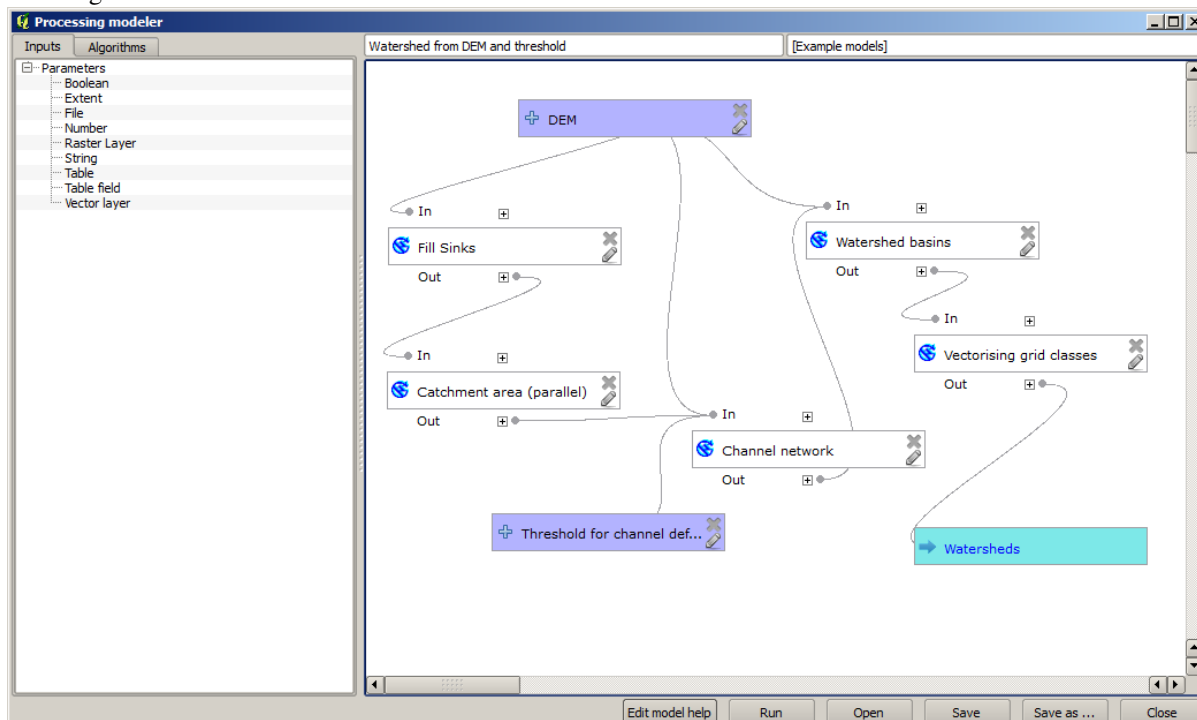 Processing modeler
Inputs Algorithms
Watershed from DEM and threshold [Example models]
Parameters
Boolean
Extent
File
Number
Raster Layer
String
Table
Table field
Vector layer
DEM
In
Fill Sinks
Out
In
Watershed basins
Out
In
Vectorising grid classes
Out
In
Catchment area (parallel)
Out
In
Channel network
Out
Threshold for channel def...
Watersheds
Edit model help Run Open Save Save as ... Close